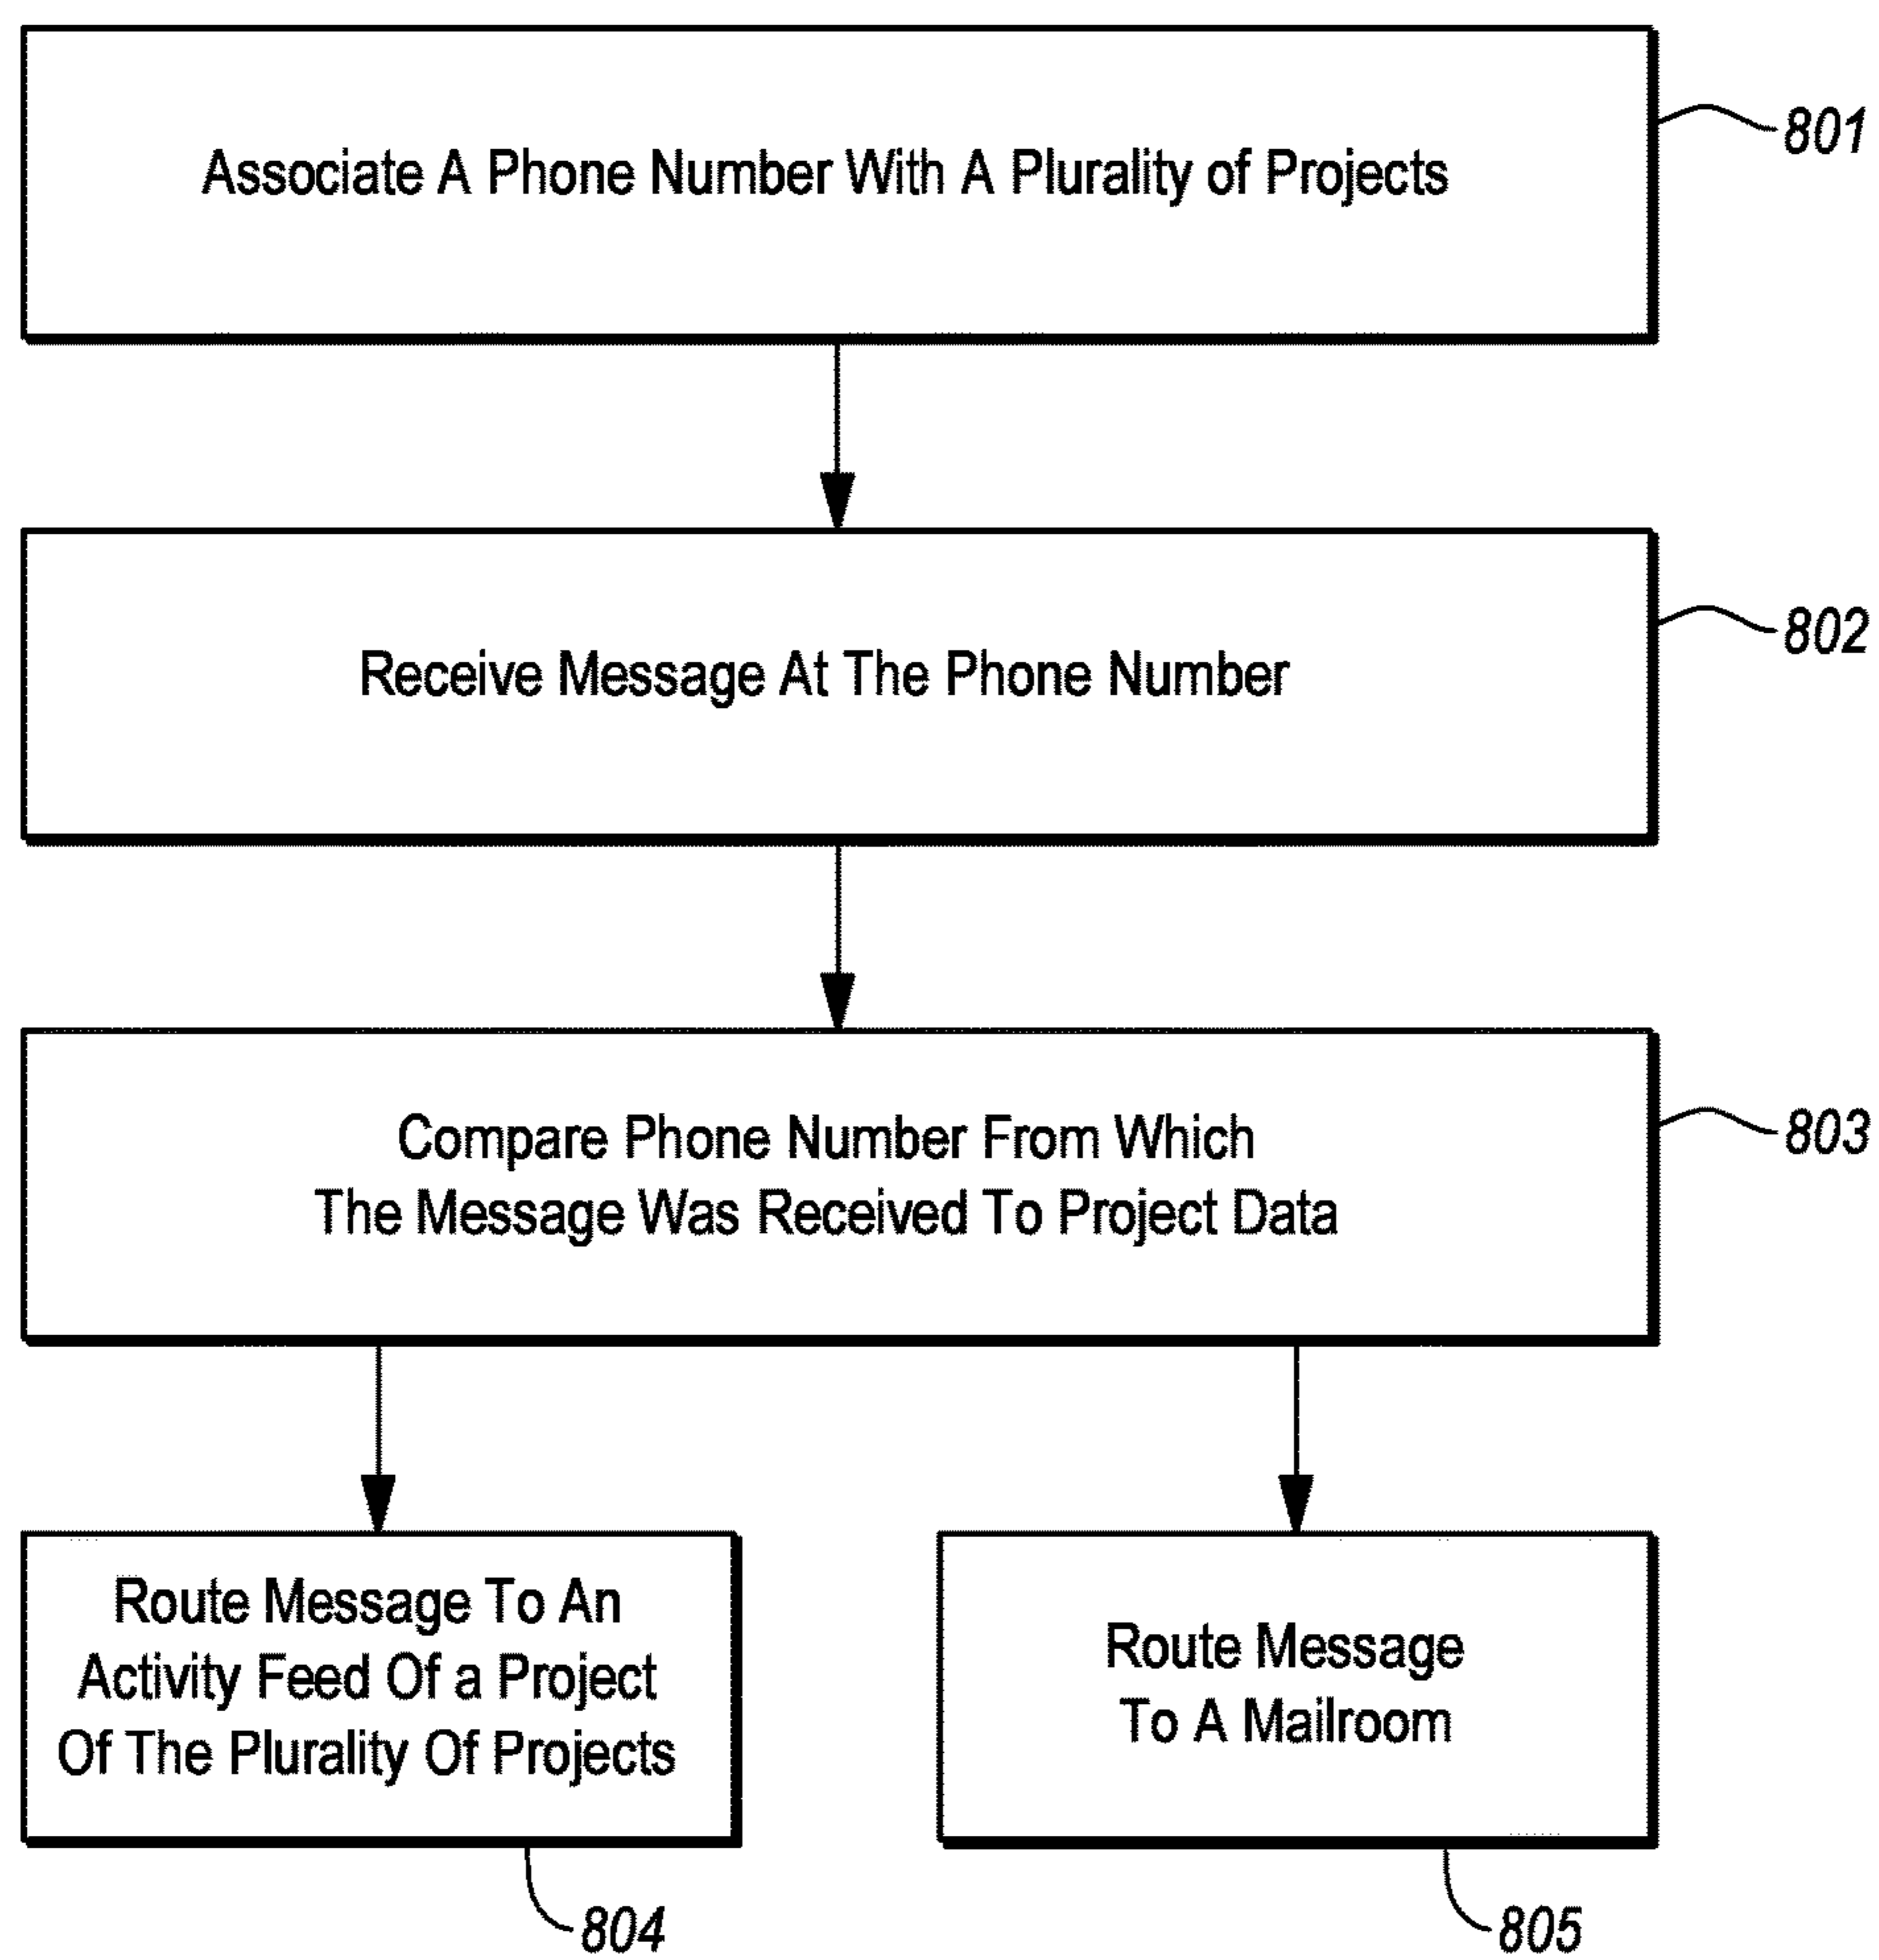 Associate A Phone Number With A Plurality of Projects
801
Receive Message At The Phone Number
802
Compare Phone Number From Which
The Message Was Received To Project Data
803
Route Message To An
Activity Feed Of a Project
Of The Plurality Of Projects
804
Route Message
To A Mailroom
805